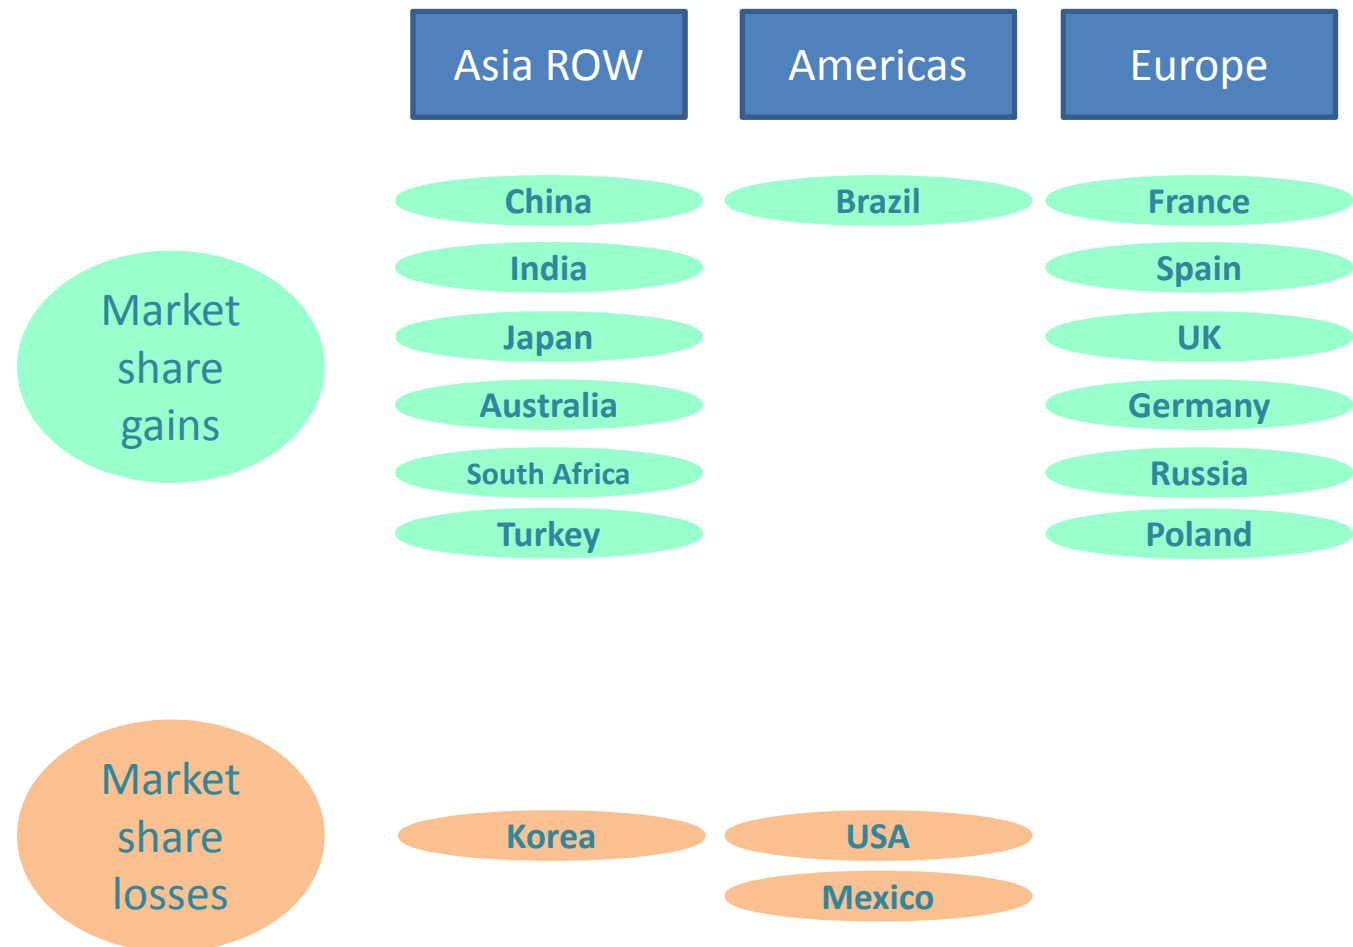 Asia ROW
Americas
Europe
Market
share
gains
China
Brazil
France
India
Spain
Japan
UK
Australia
Germany
South Africa
Russia
Turkey
Poland
Market
share
losses
Korea
USA
Mexico